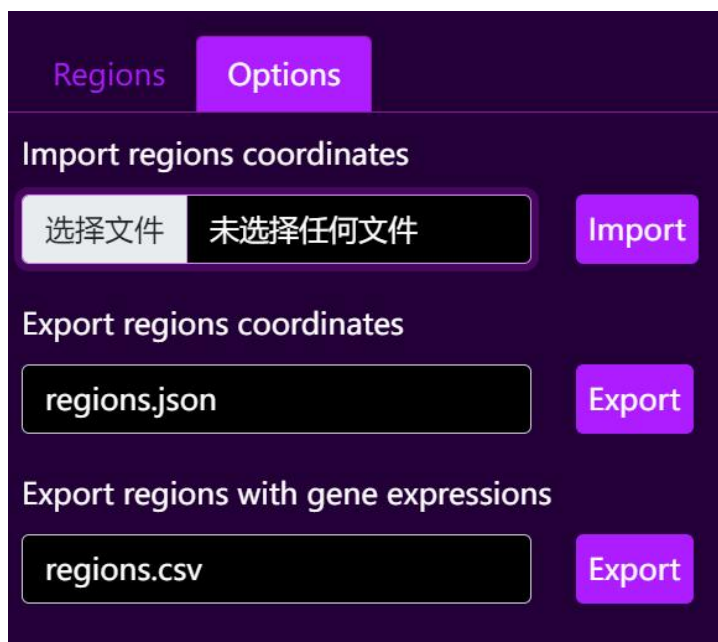 Regions Options
Import regions coordinates
选择文件 未选择任何文件 Import
Export regions coordinates
regions.json Export
Export regions with gene expressions
regions.csv Export